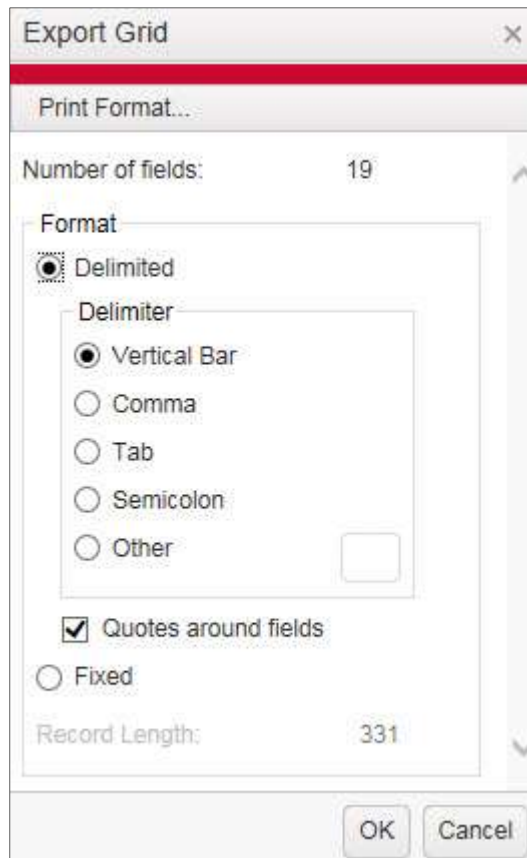 Export Grid
Print Format...
Number of fields: 19
Format
Delimited
Delimiter
Vertical Bar
Comma
Tab
Semicolon
Other
Quotes around fields
Fixed
Record Length: 331
OK Cancel